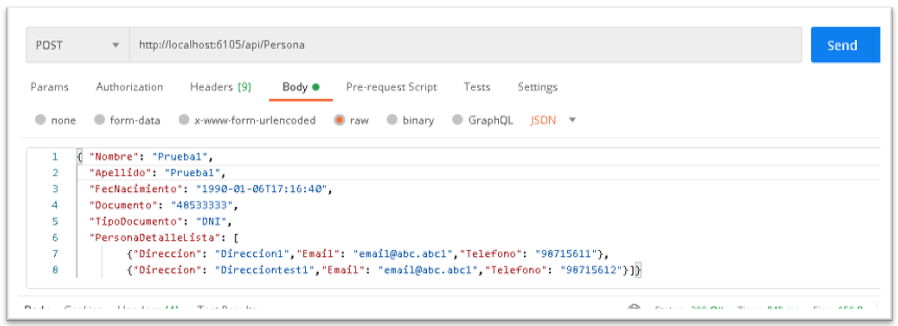 POST http://localhost:6105/api/Persona Send
Params Authorization Headers (9) Body Pre-request Script Tests Settings
none form-data x-www-form-urlencoded raw binary GraphQL JSON
1 { "Nombre": "Prueba1",
2 "Apellido": "Prueba1",
3 "FecNacimiento": "1990-01-06T17:16:40",
4 "Documento": "48533333",
5 "TipoDocumento": "DNI",
6 "PersonaDetalleLista": [
7 {"Direccion": "Direccion1","Email": "email@abc.abc1","Telefono": "98715611"},
8 {"Direccion": "Direcciontest1","Email": "email@abc.abc1","Telefono": "98715612"}]}